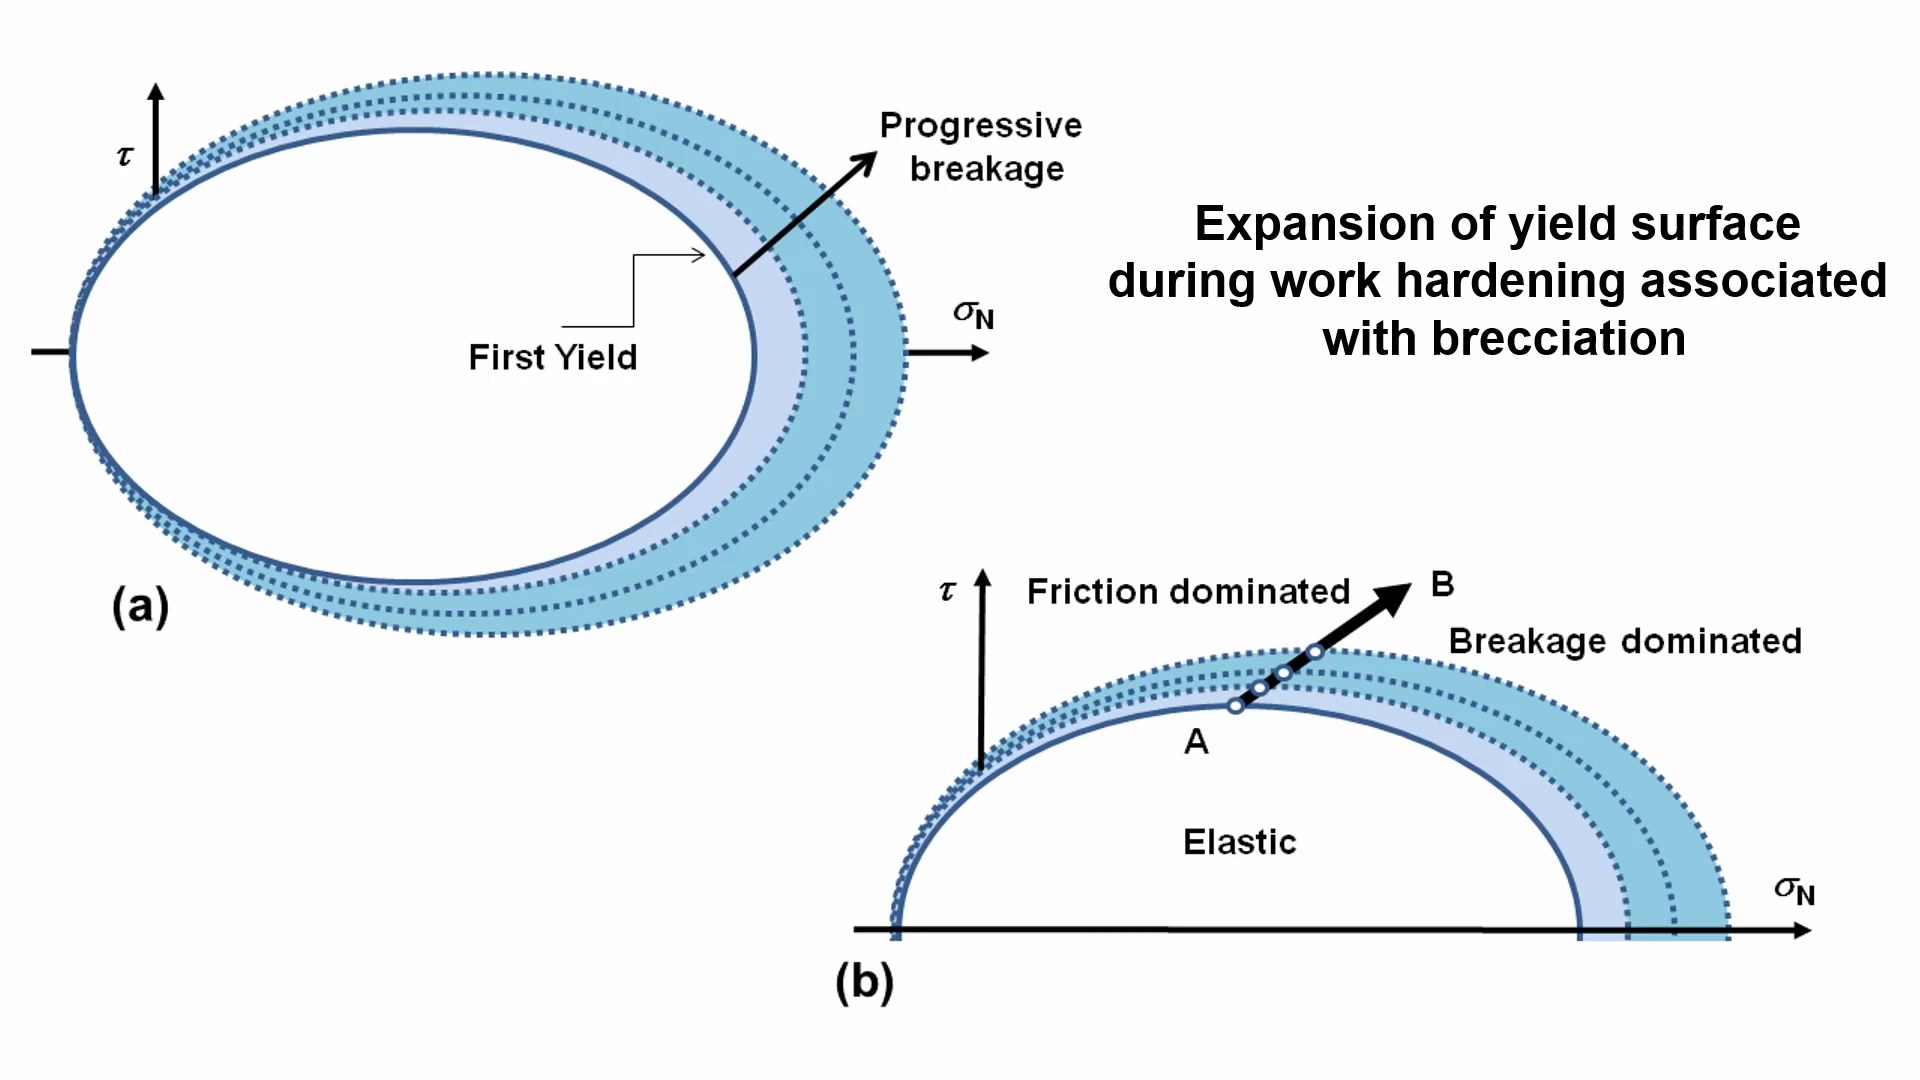 τ
Progressive
breakage
First Yield
σN
(a)
Expansion of yield surface
during work hardening associated
with brecciation
τ
Friction dominated
B
Breakage dominated
A
Elastic
σN
(b)